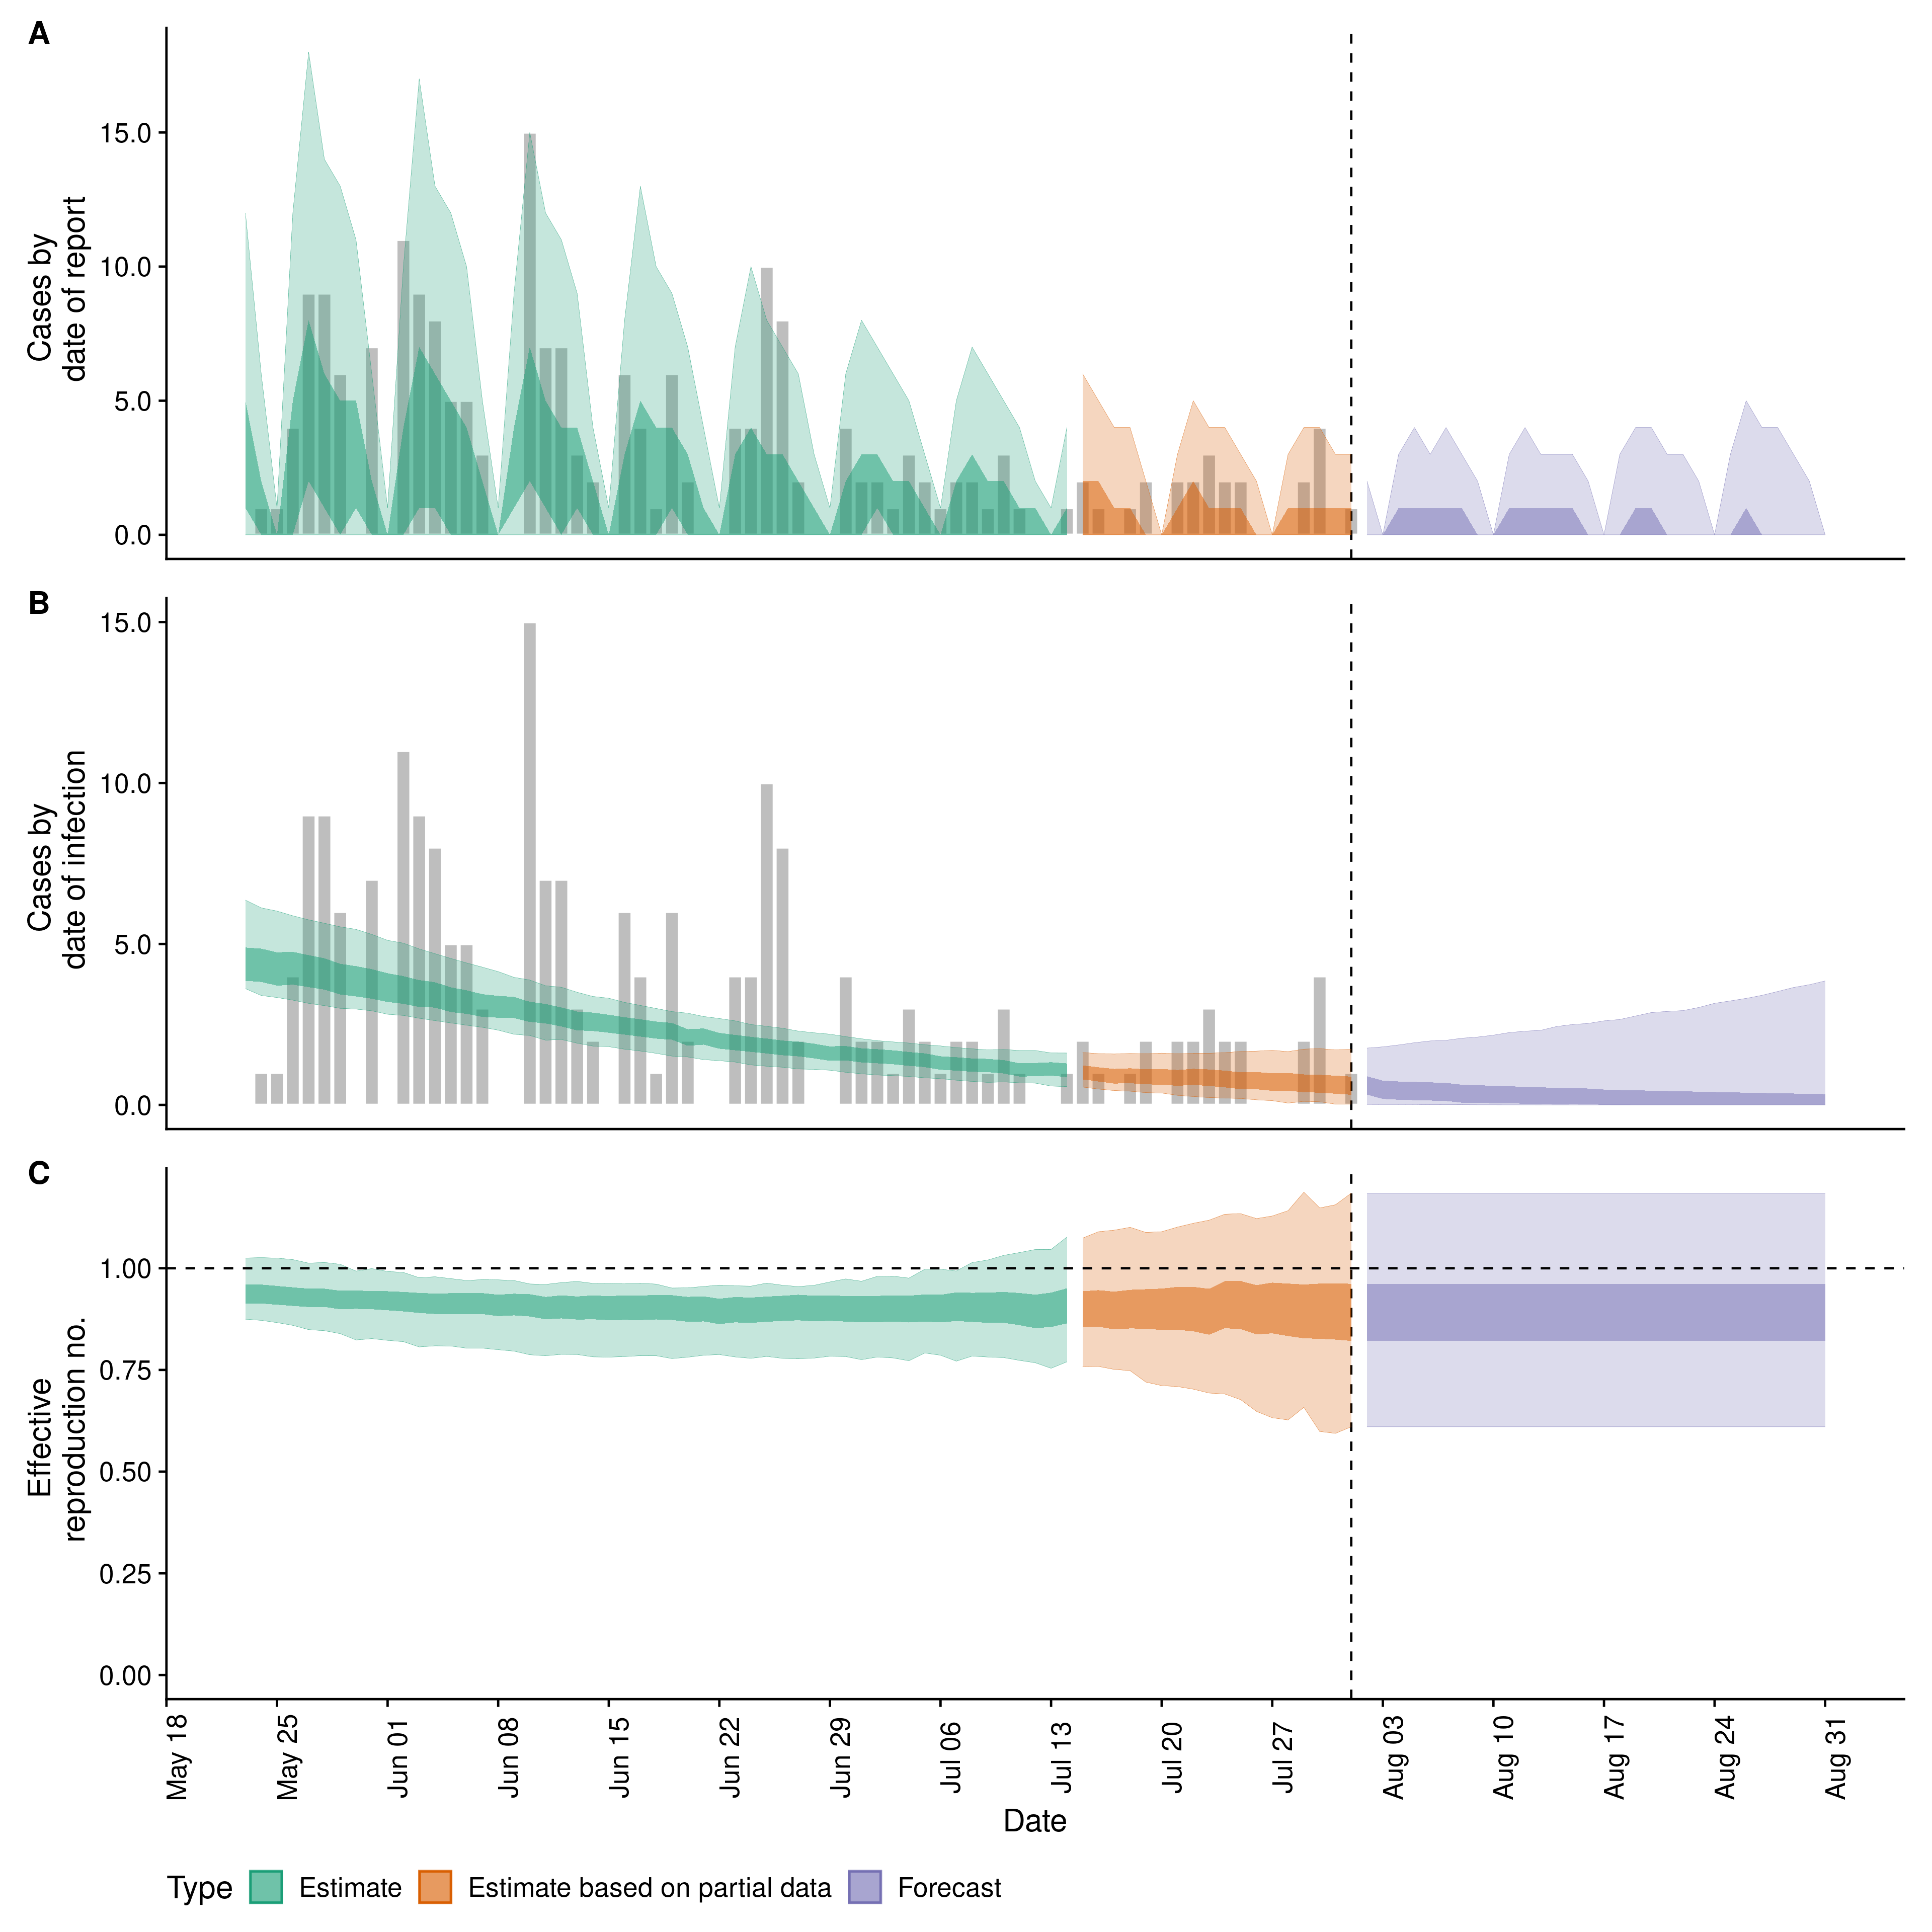 A
Cases by
date of report
15.0
10.0
5.0
0.0
B
Cases by
date of infection
15.0
10.0
5.0
0.0
C
Effective
reproduction no.
1.00
0.75
0.50
0.25
0.00
May 18
May 25
Jun 01
Jun 08
Jun 15
Jun 22
Jun 29
Jul 06
Jul 13
Jul 20
Jul 27
Aug 03
Aug 10
Aug 17
Aug 24
Aug 31
Date
Type Estimate Estimate based on partial data Forecast